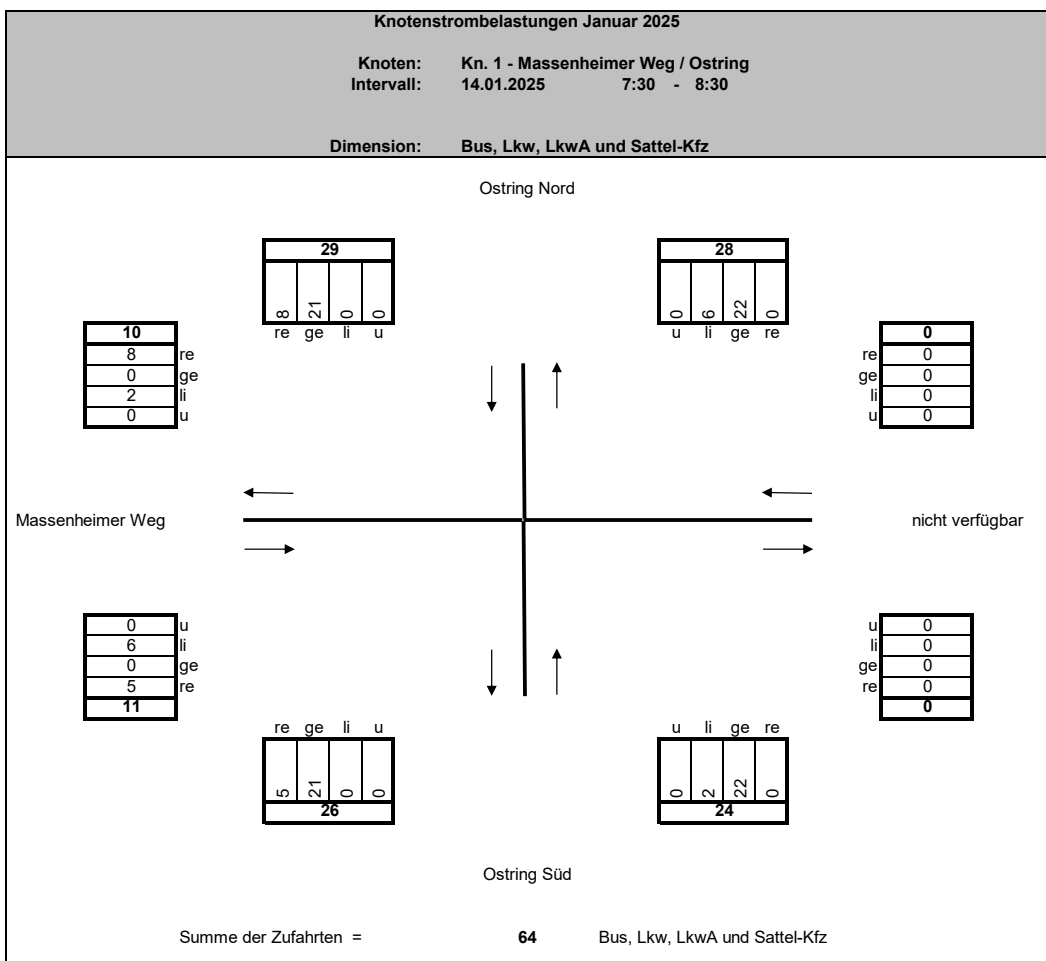 Knotenstrombelastungen Januar 2025
Knoten: Kn. 1 - Massenheimer Weg / Ostring
Intervall: 14.01.2025 7:30 - 8:30
Dimension: Bus, Lkw, LkwA und Sattel-Kfz
Ostring Nord
29
8 21 0 0
re ge li u
28
0 6 22 0
u li ge re
10
8 re
0 ge
2 li
0 u
0
re 0
ge 0
li 0
u 0
Massenheimer Weg
nicht verfügbar
0 u
6 li
0 ge
5 re
11
u 0
li 0
ge 0
re 0
0
re ge li u
5 21 0 0
26
u li ge re
0 2 22 0
24
Ostring Süd
Summe der Zufahrten = 64 Bus, Lkw, LkwA und Sattel-Kfz